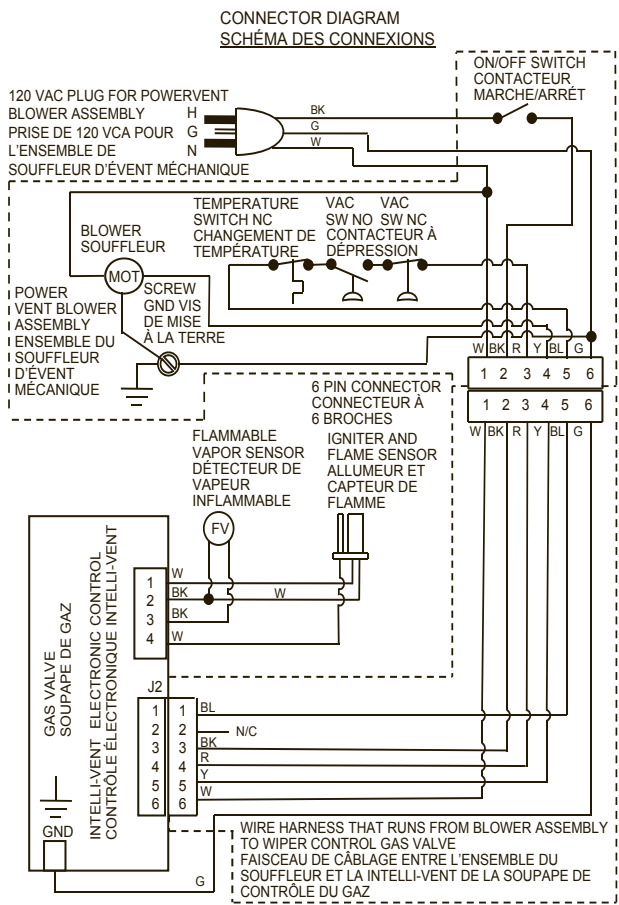 CONNECTOR DIAGRAM
SCHÉMA DES CONNEXIONS
ON/OFF SWITCH
CONTACTEUR
MARCHE/ARRÉT
120 VAC PLUG FOR POWERVENT
BLOWER ASSEMBLY
PRISE DE 120 VCA POUR
L'ENSEMBLE DE
SOUFFLEUR D'ÉVENT MÉCHANIQUE
H
G
N
BK
G
W
TEMPERATURE
SWITCH NC
CHANGEMENT DE
TEMPÉRATURE
VAC VAC
SW NO SW NC
CONTACTEUR À
DÉPRESSION
BLOWER
SOUFFLEUR
MOT
SCREW
GND VIS
DE MISE
À LA TERRE
POWER
VENT BLOWER
ASSEMBLY
ENSEMBLE DU
SOUFFLEUR
D'ÉVENT
MÉCANIQUE
W BK R Y BL G
1 2 3 4 5 6
1 2 3 4 5 6
W BK R Y BL G
6 PIN CONNECTOR
CONNECTEUR À
6 BROCHES
FLAMMABLE
VAPOR SENSOR
DÉTECTEUR DE
VAPEUR
INFLAMMABLE
IGNITER AND
FLAME SENSOR
ALLUMEUR ET
CAPTEUR DE
FLAMME
FV
GAS VALVE
SOUPAPE DE GAZ
INTELLI-VENT ELECTRONIC CONTROL
CONTRÔLE ÉLECTRONIQUE INTELLI-VENT
1 W
2 BK W
3 BK
4 W
J2
1 1 BL
2 2 N/C
3 3 BK
4 4 R
5 5 Y
6 6 W
GND
G
WIRE HARNESS THAT RUNS FROM BLOWER ASSEMBLY
TO WIPER CONTROL GAS VALVE
FAISCEAU DE CÂBLAGE ENTRE L'ENSEMBLE DU
SOUFFLEUR ET LA INTELLI-VENT DE LA SOUPAPE DE
CONTRÔLE DU GAZ